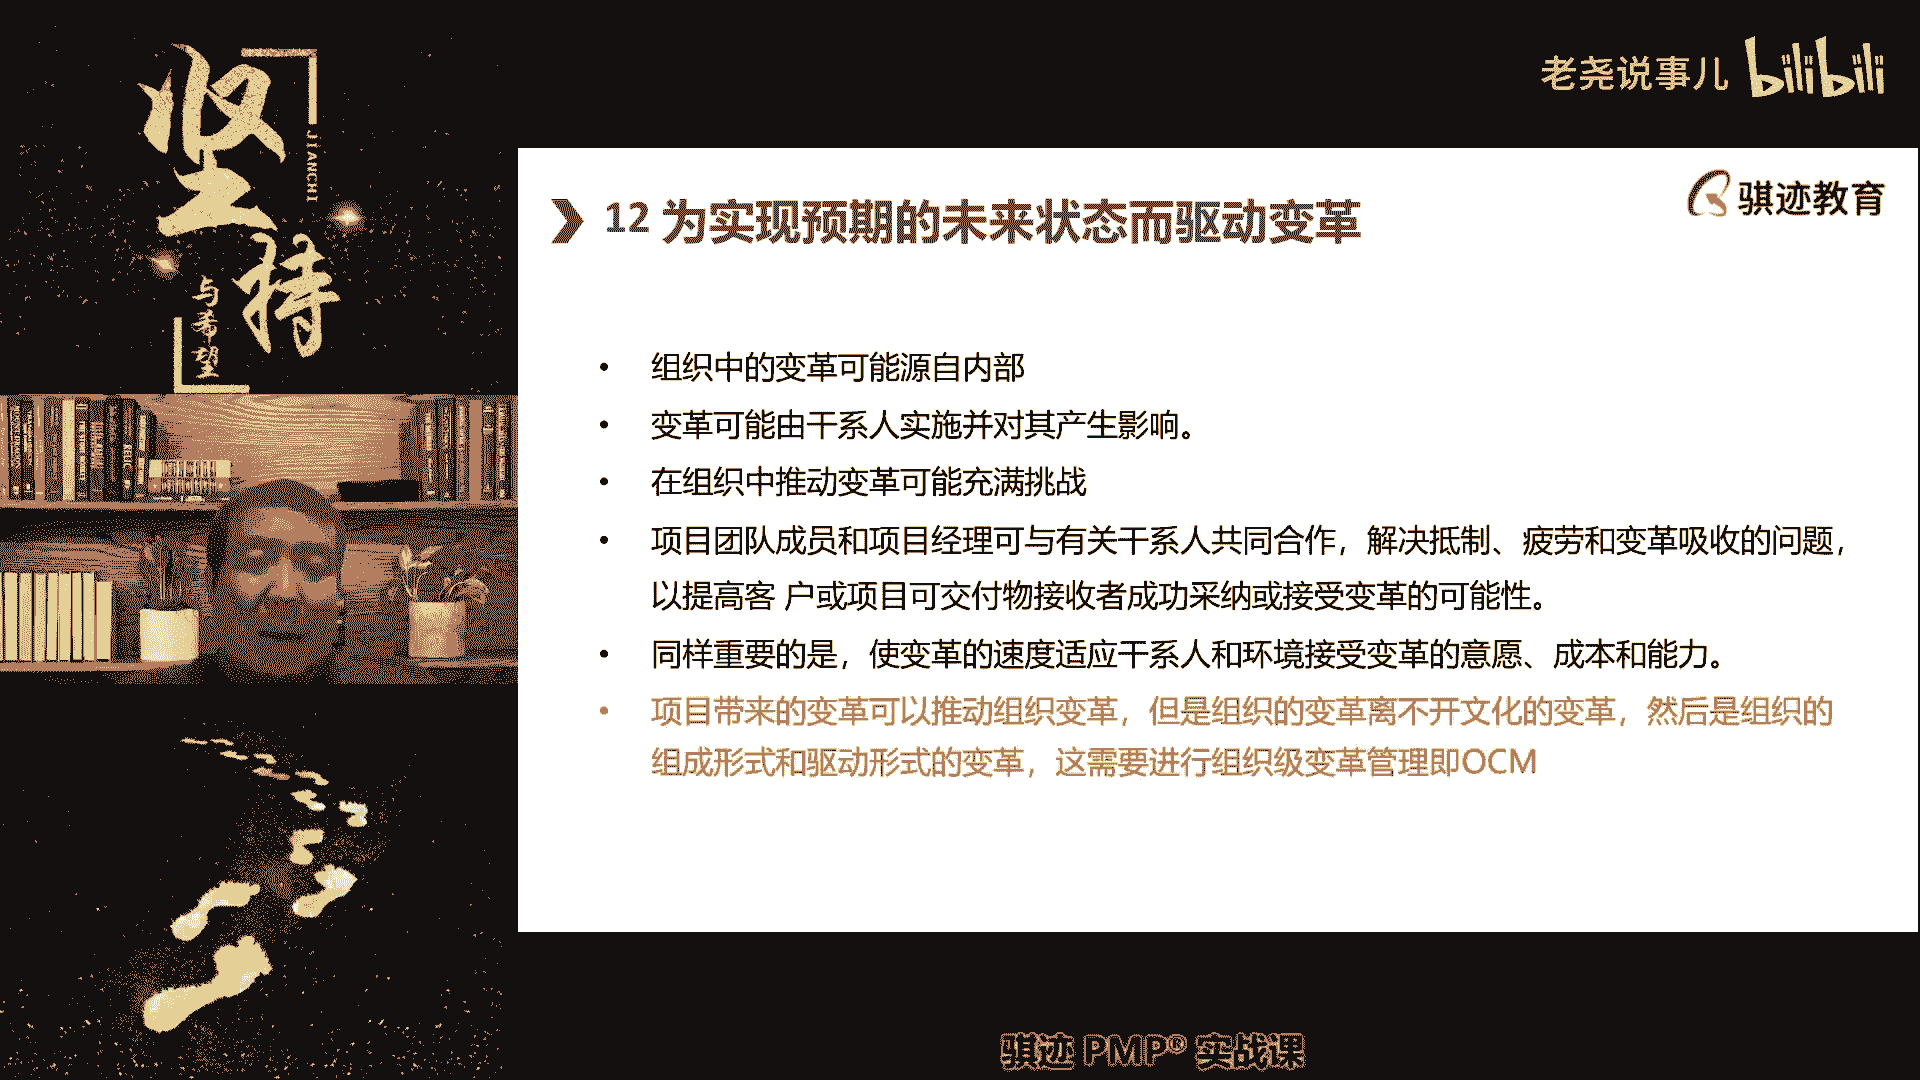 坚持
JIANCHI
与希望
老尧说事儿 bilibili
骐迹教育
12 为实现预期的未来状态而驱动变革
• 组织中的变革可能源自内部
• 变革可能由干系人实施并对其产生影响。
• 在组织中推动变革可能充满挑战
• 项目团队成员和项目经理可与有关干系人共同合作，解决抵制、疲劳和变革吸收的问题，
以提高客 户或项目可交付物接收者成功采纳或接受变革的可能性。
• 同样重要的是，使变革的速度适应干系人和环境接受变革的意愿、成本和能力。
• 项目带来的变革可以推动组织变革，但是组织的变革离不开文化的变革，然后是组织的
组成形式和驱动形式的变革，这需要进行组织级变革管理即OCM
骐迹 PMP® 实战课